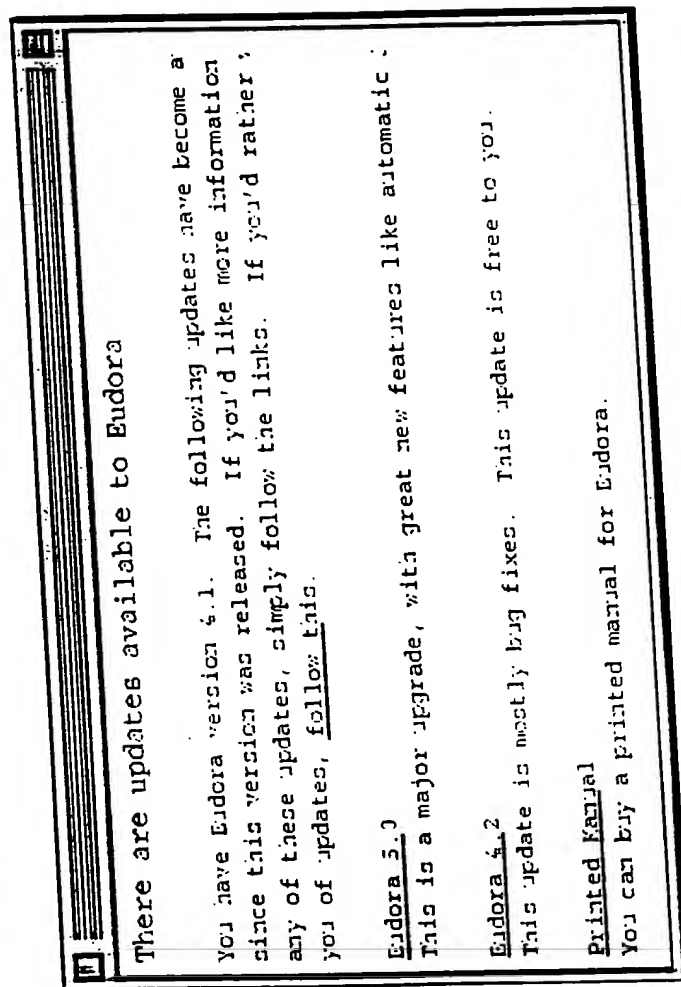 There are updates available to Eudora
You have Eudora version 4.1. The following updates have become a
since this version was released. If you'd like more information
any of these updates, simply follow the links. If you'd rather
you of updates, follow this.
Eudora 5.0
This is a major upgrade, with great new features like automatic
Eudora 4.2
This update is mostly bug fixes. This update is free to you.
Printed Manual
You can buy a printed manual for Eudora.